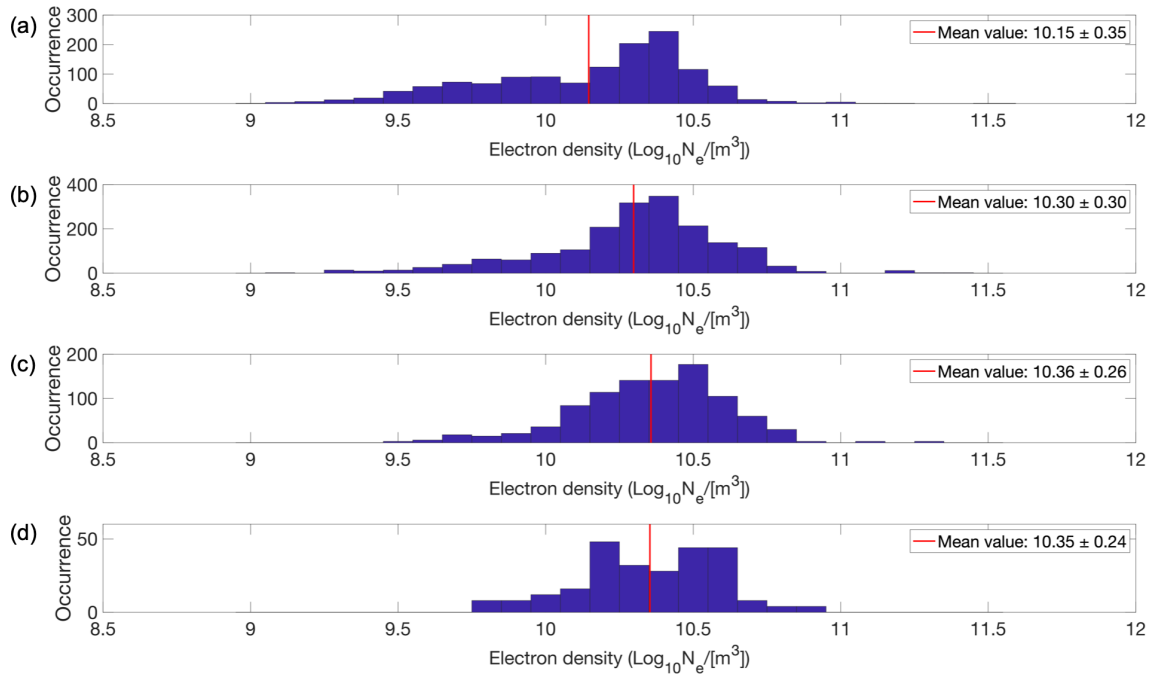 (a)
Occurrence
300
200
100
0
8.5 9 9.5 10 10.5 11 11.5 12
Electron density (Log10Ne/[m3])
Mean value: 10.15 ± 0.35
(b)
Occurrence
400
200
0
8.5 9 9.5 10 10.5 11 11.5 12
Electron density (Log10Ne/[m3])
Mean value: 10.30 ± 0.30
(c)
Occurrence
200
100
0
8.5 9 9.5 10 10.5 11 11.5 12
Electron density (Log10Ne/[m3])
Mean value: 10.36 ± 0.26
(d)
Occurrence
50
0
8.5 9 9.5 10 10.5 11 11.5 12
Electron density (Log10Ne/[m3])
Mean value: 10.35 ± 0.24